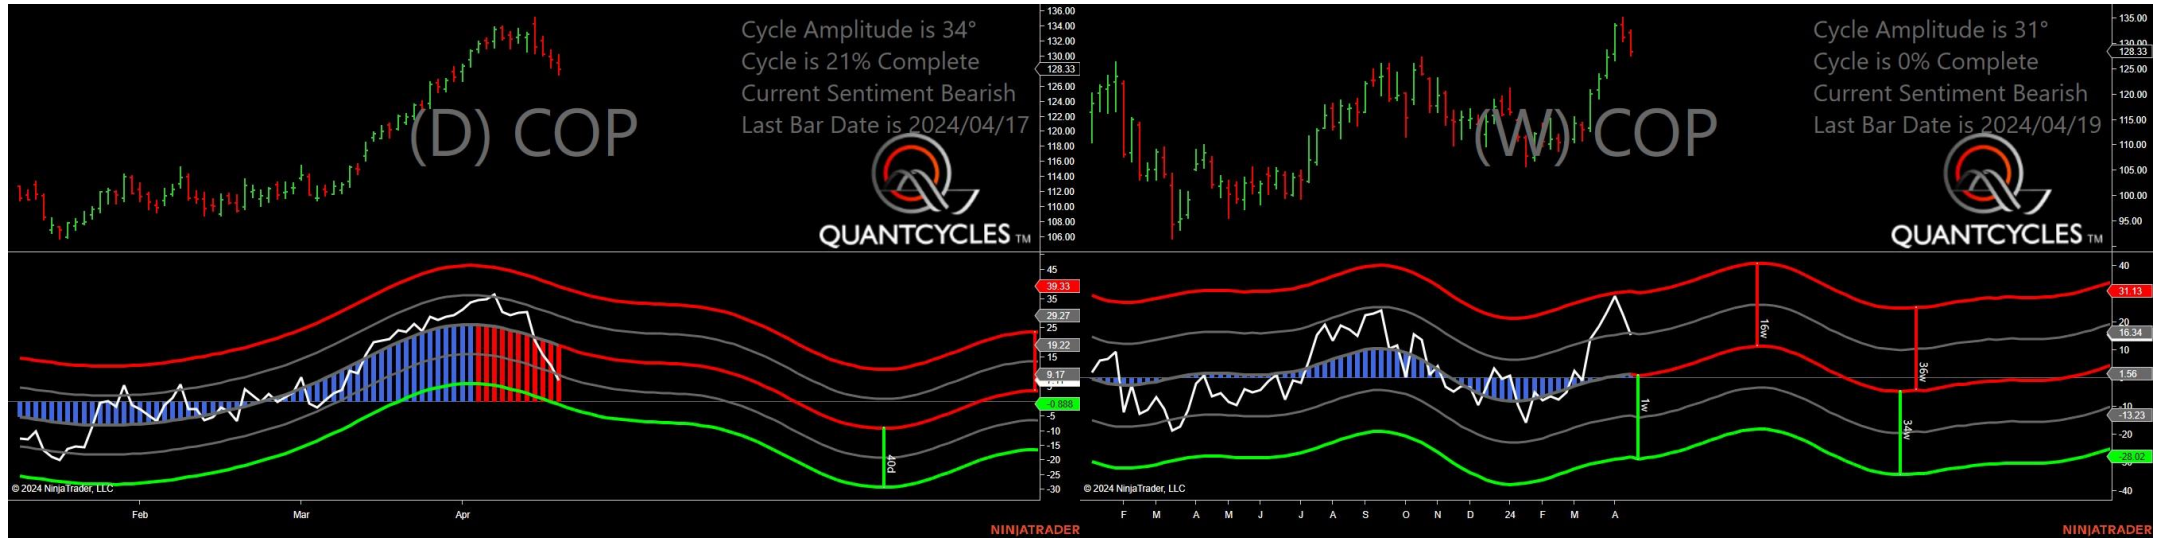 Cycle Amplitude is 34°
Cycle is 21% Complete
Current Sentiment Bearish
Last Bar Date is 2024/04/17
(D) COP
QUANTCYCLES TM
136.00
134.00
132.00
130.00
128.33
126.00
124.00
122.00
120.00
118.00
116.00
114.00
112.00
110.00
108.00
106.00
45
39.33
35
29.27
25
19.22
15
9.17
5
-0.888
-5
-10
-15
-20
-25
-30
40d
© 2024 NinjaTrader, LLC
Feb Mar Apr
NINJATRADER
Cycle Amplitude is 31°
Cycle is 0% Complete
Current Sentiment Bearish
Last Bar Date is 2024/04/19
(W) COP
QUANTCYCLES TM
135.00
130.00
128.33
125.00
120.00
115.00
110.00
105.00
100.00
95.00
40
31.13
20
16.34
10
1.56
-10
-13.23
-20
-28.02
-40
1w
16w
36w
34w
© 2024 NinjaTrader, LLC
F M A M J J A S O N D 24 F M A
NINJATRADER